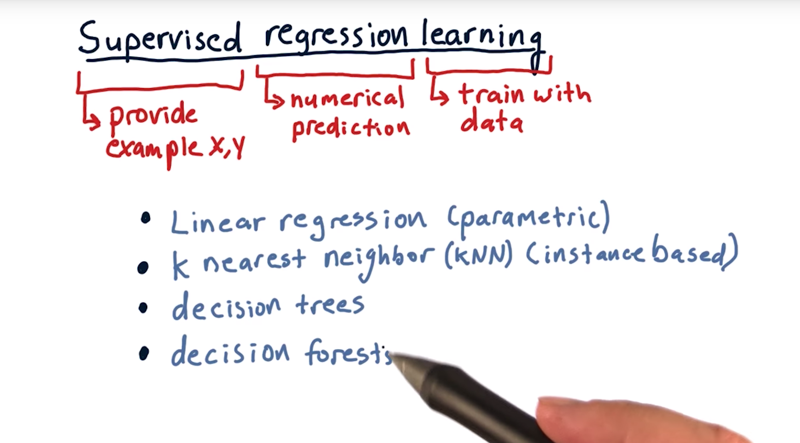 Supervised regression learning
provide example X,Y
numerical prediction
train with data
• Linear regression (parametric)
• k nearest neighbor (kNN) (instance based)
• decision trees
• decision forests